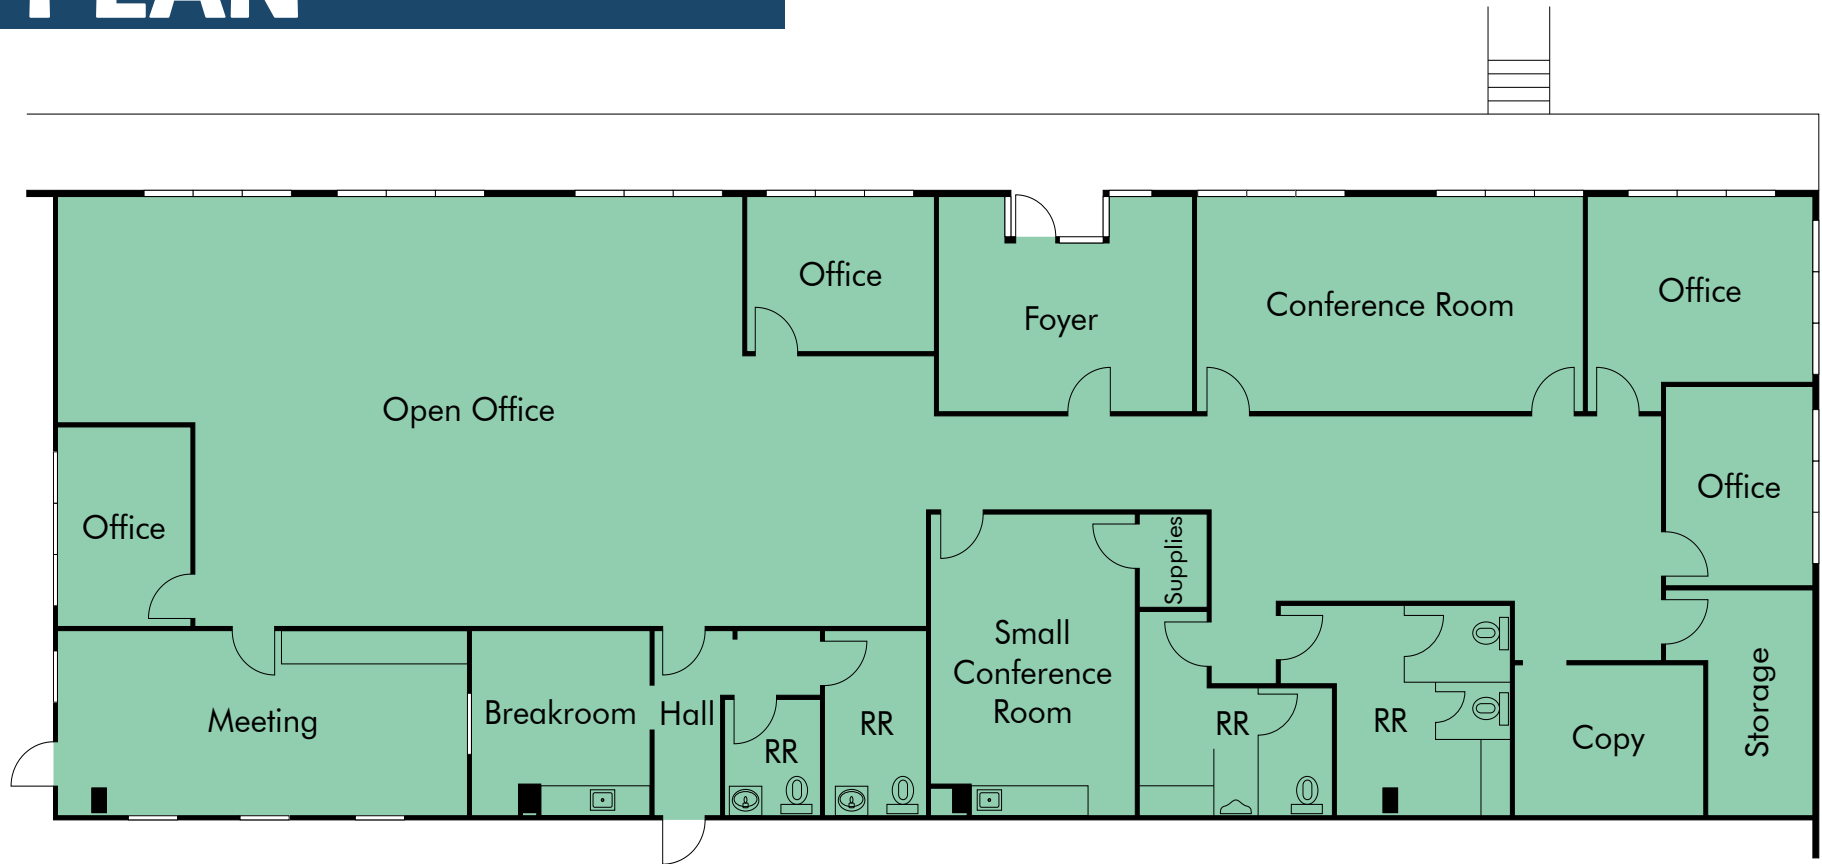 PLAN
Office
Office
Foyer
Conference Room
Open Office
Office
Office
Supplies
Small
Conference
Room
Meeting
Breakroom
Hall
RR
RR
RR
RR
Copy
Storage